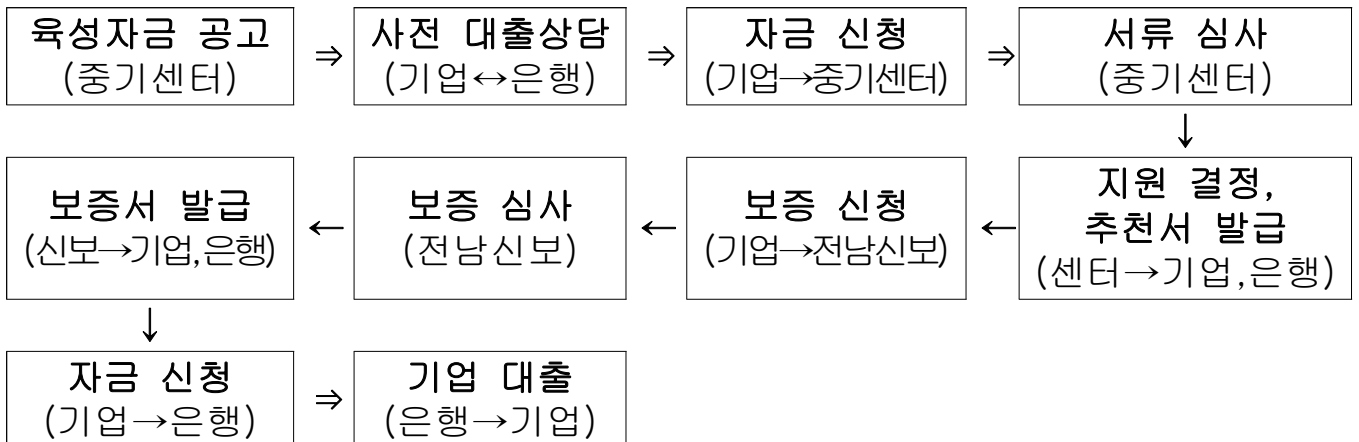 육성자금 공고
(중기센터)
⇒
사전 대출상담
(기업↔은행)
⇒
자금 신청
(기업→중기센터)
⇒
서류 심사
(중기센터)
↓
지원 결정,
추천서 발급
(센터→기업,은행)
←
보증 신청
(기업→전남신보)
←
보증 심사
(전남신보)
←
보증서 발급
(신보→기업,은행)
↓
자금 신청
(기업→은행)
⇒
기업 대출
(은행→기업)